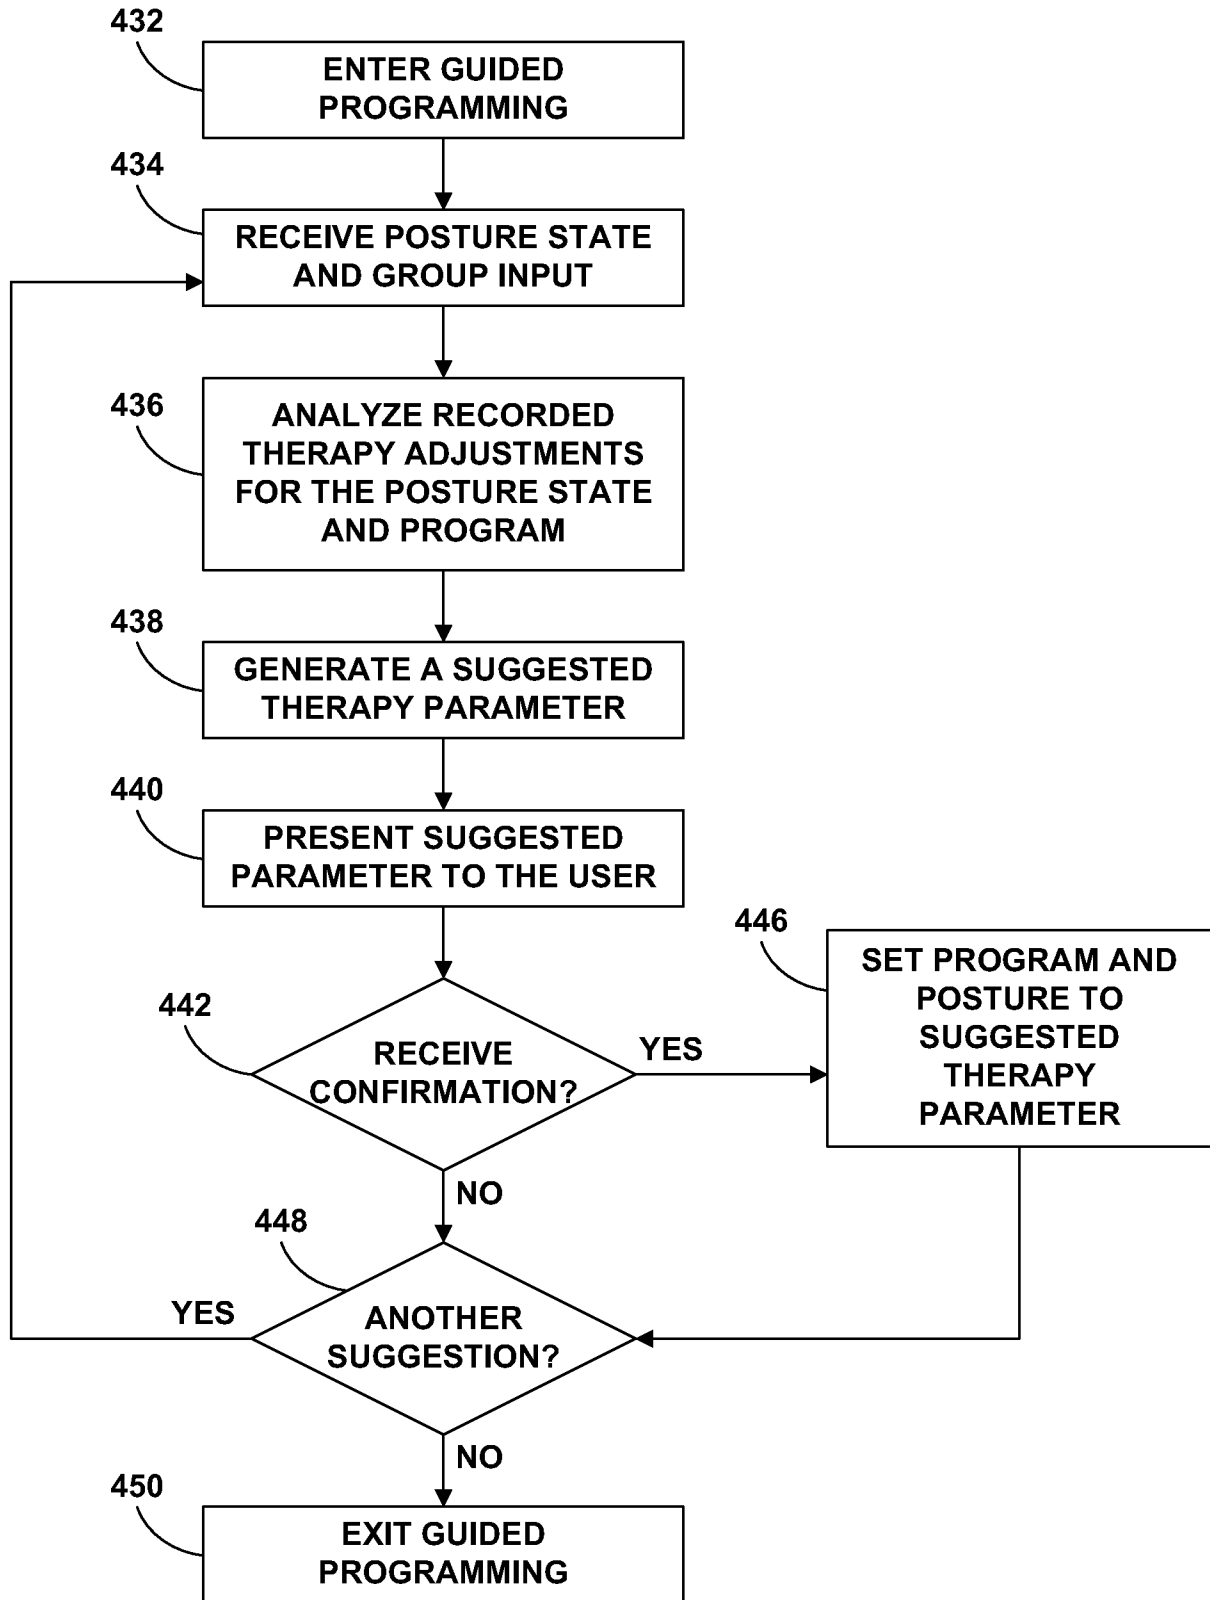 432
ENTER GUIDED
PROGRAMMING
434
RECEIVE POSTURE STATE
AND GROUP INPUT
436
ANALYZE RECORDED
THERAPY ADJUSTMENTS
FOR THE POSTURE STATE
AND PROGRAM
438
GENERATE A SUGGESTED
THERAPY PARAMETER
440
PRESENT SUGGESTED
PARAMETER TO THE USER
442
RECEIVE
CONFIRMATION?
YES
446
SET PROGRAM AND
POSTURE TO
SUGGESTED
THERAPY
PARAMETER
NO
448
ANOTHER
SUGGESTION?
YES
NO
450
EXIT GUIDED
PROGRAMMING